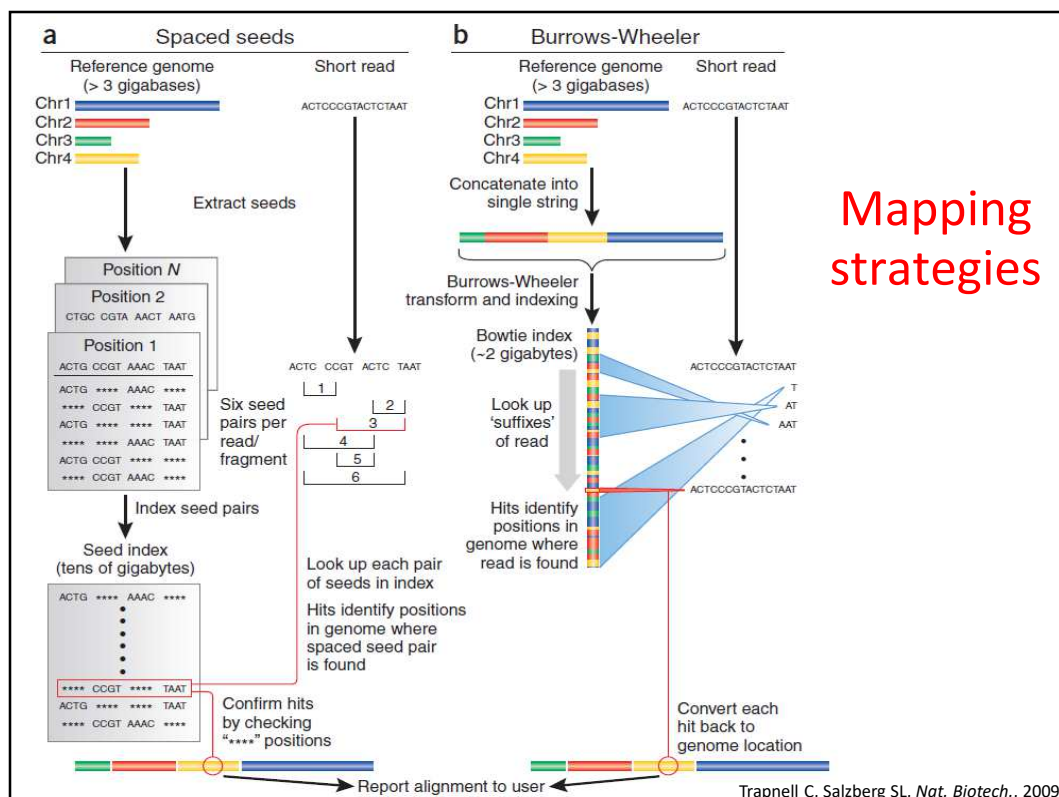 a
Spaced seeds
Reference genome
(> 3 gigabases)
Short read
Chr1
Chr2
Chr3
Chr4
ACTCCCGTACTCTAAT
Extract seeds
Position N
Position 2
CTGC CGTA AACT AATG
Position 1
ACTG CCGT AAAC TAAT
ACTG **** AAAC ****
**** CCGT **** TAAT
ACTG **** **** TAAT
**** **** AAAC TAAT
ACTG CCGT **** ****
**** CCGT AAAC ****
Six seed
pairs per
read/
fragment
ACTC CCGT ACTC TAAT
1
2
3
4
5
6
Index seed pairs
Seed index
(tens of gigabytes)
ACTG **** AAAC ****
**** CCGT **** TAAT
ACTG **** **** TAAT
**** CCGT AAAC ****
Look up each pair
of seeds in index
Hits identify positions
in genome where
spaced seed pair
is found
Confirm hits
by checking
"****" positions
b
Burrows-Wheeler
Reference genome
(> 3 gigabases)
Short read
Chr1
Chr2
Chr3
Chr4
ACTCCCGTACTCTAAT
Concatenate into
single string
Burrows-Wheeler
transform and indexing
Bowtie index
(~2 gigabytes)
Look up
'suffixes'
of read
ACTCCCGTACTCTAAT
T
AT
AAT
ACTCCCGTACTCTAAT
Hits identify
positions in
genome where
read is found
Convert each
hit back to
genome location
Report alignment to user
Mapping
strategies
Trapnell C, Salzberg SL, Nat. Biotech., 2009